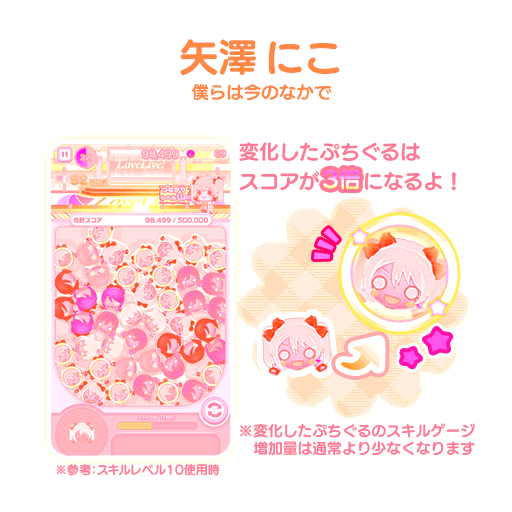 矢澤 にこ
僕らは今のなかで
変化したぷちぐるは
スコアが3倍になるよ！
LoveLive!
合計スコア 98.499 / 500.000
SHOW TIME
※変化したぷちぐるのスキルゲージ
増加量は通常より少なくなります
※参考：スキルレベル10使用時